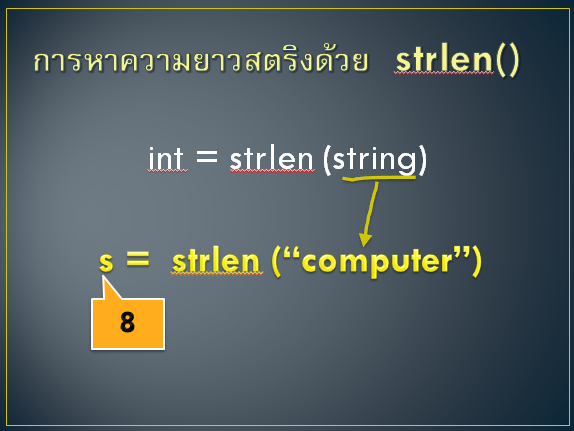 การหาความยาวสตริงด้วย strlen()
int = strlen (string)
s = strlen (“computer”)
8